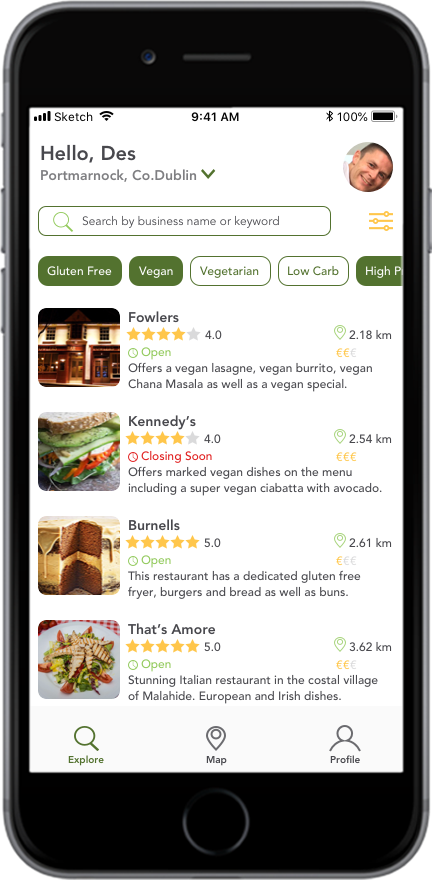 Sketch 9:41 AM 100%
Hello, Des
Portmarnock, Co.Dublin
Search by business name or keyword
Gluten Free Vegan Vegetarian Low Carb High P
Fowlers
4.0 2.18 km
Open €€€
Offers a vegan lasagne, vegan burrito, vegan
Chana Masala as well as a vegan special.
Kennedy’s
4.0 2.54 km
Closing Soon €€€
Offers marked vegan dishes on the menu
including a super vegan ciabatta with avocado.
Burnells
5.0 2.61 km
Open €€€
This restaurant has a dedicated gluten free
fryer, burgers and bread as well as buns.
That’s Amore
5.0 3.62 km
Open €€€
Stunning Italian restaurant in the costal village
of Malahide. European and Irish dishes.
Explore Map Profile